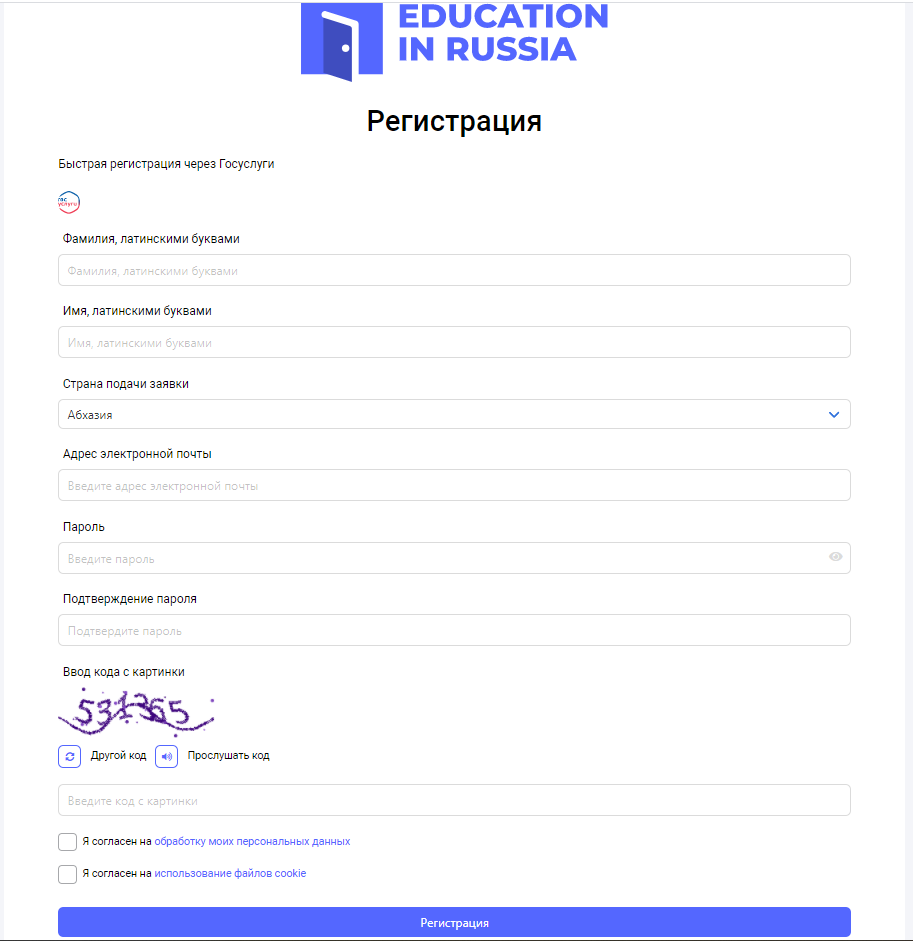 EDUCATION
IN RUSSIA
Регистрация
Быстрая регистрация через Госуслуги
гос
услуги
Фамилия, латинскими буквами
Фамилия, латинскими буквами
Имя, латинскими буквами
Имя, латинскими буквами
Страна подачи заявки
Абхазия
Адрес электронной почты
Введите адрес электронной почты
Пароль
Введите пароль
Подтверждение пароля
Подтвердите пароль
Ввод кода с картинки
Другой код Прослушать код
Введите код с картинки
Я согласен на обработку моих персональных данных
Я согласен на использование файлов cookie
Регистрация